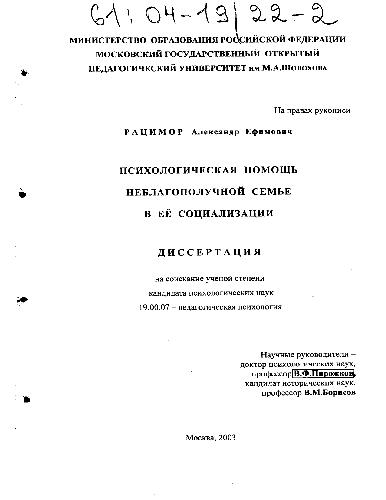 61:04-19/22-2
МИНИСТЕРСТВО ОБРАЗОВАНИЯ РОССИЙСКОЙ ФЕДЕРАЦИИ
МОСКОВСКИЙ ГОСУДАРСТВЕННЫЙ ОТКРЫТЫЙ
ПЕДАГОГИЧЕСКИЙ УНИВЕРСИТЕТ им М.А.Шолохова
На правах рукописи
РАЦИМОР Александр Ефимович
ПСИХОЛОГИЧЕСКАЯ ПОМОЩЬ
НЕБЛАГОПОЛУЧНОЙ СЕМЬЕ
В ЕЁ СОЦИАЛИЗАЦИИ
ДИССЕРТАЦИЯ
на соискание ученой степени
кандидата психологических наук
19.00.07 – педагогическая психология
Научные руководители –
доктор психологических наук,
профессор В.Ф.Пирожков,
кандидат исторических наук,
профессор В.М.Борисов
Москва, 2003